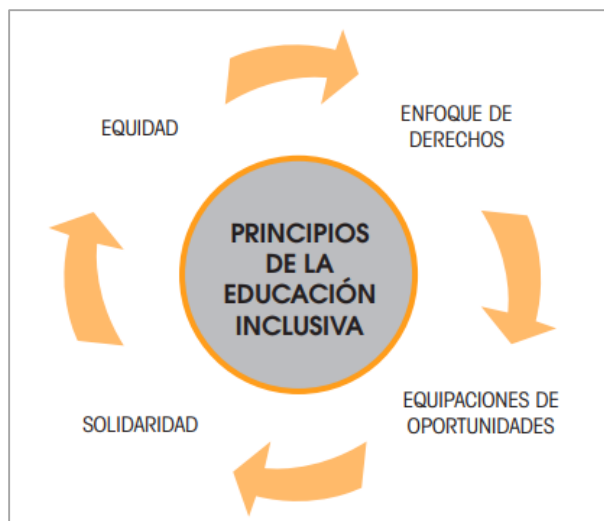 EQUIDAD
ENFOQUE DE
DERECHOS
PRINCIPIOS
DE LA
EDUCACIÓN
INCLUSIVA
SOLIDARIDAD
EQUIPACIONES DE
OPORTUNIDADES